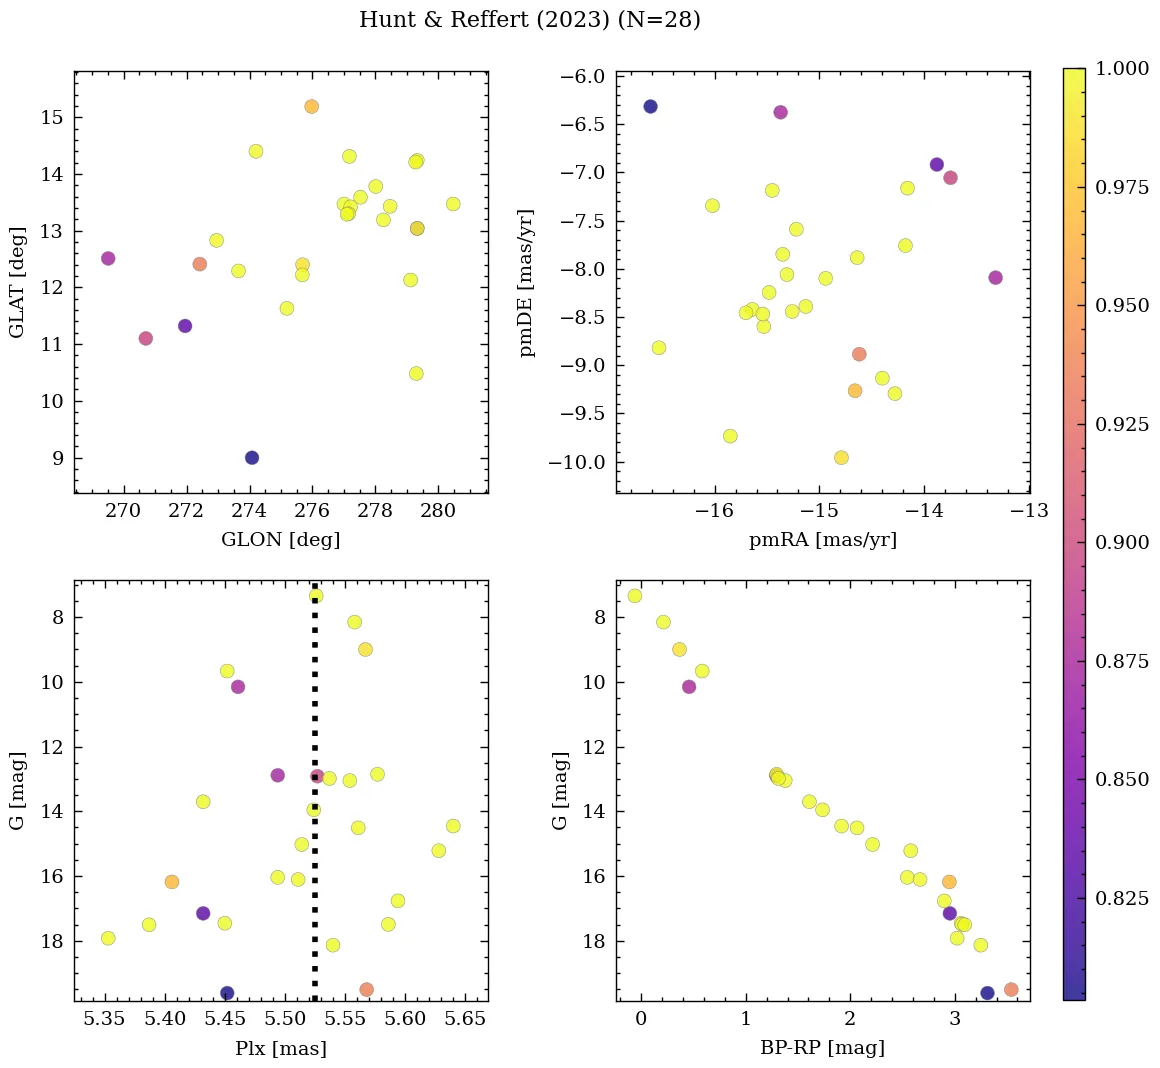 Hunt & Reffert (2023) (N=28)
15
14
13
12
11
10
9
GLAT [deg]
270 272 274 276 278 280
GLON [deg]
−6.0
−6.5
−7.0
−7.5
−8.0
−8.5
−9.0
−9.5
−10.0
pmDE [mas/yr]
−16 −15 −14 −13
pmRA [mas/yr]
8
10
12
14
16
18
G [mag]
5.35 5.40 5.45 5.50 5.55 5.60 5.65
Plx [mas]
8
10
12
14
16
18
G [mag]
0 1 2 3
BP-RP [mag]
1.000
0.975
0.950
0.925
0.900
0.875
0.850
0.825